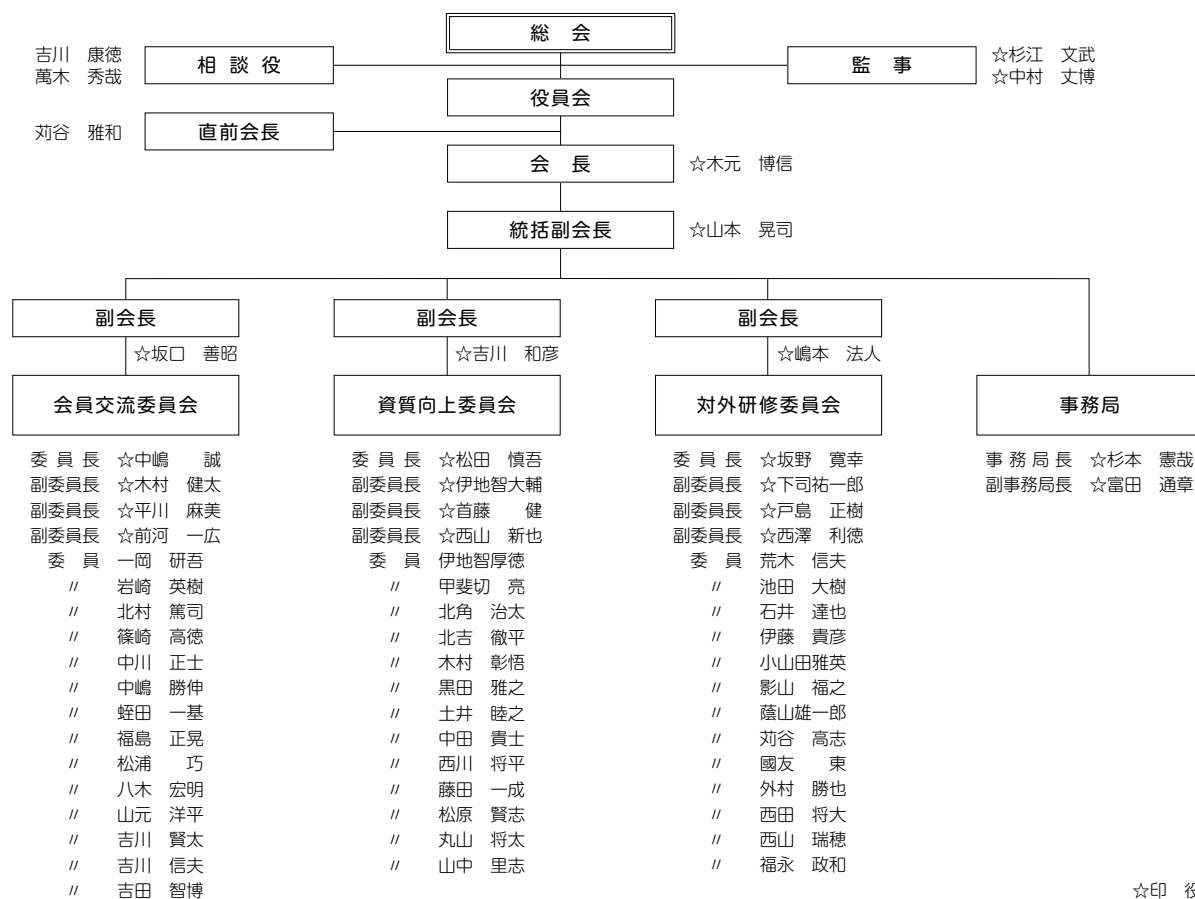 総　会
吉川　康徳
萬木　秀哉
相 談 役
監　事
☆杉江　文武
☆中村　丈博
役員会
苅谷　雅和
直前会長
会　長
☆木元　博信
統括副会長
☆山本　晃司
副会長
☆坂口　善昭
会員交流委員会
委 員 長　☆中嶋　　誠
副委員長　☆木村　健太
副委員長　☆平川　麻美
副委員長　☆前河　一広
委　員　一岡　研吾
〃　岩崎　英樹
〃　北村　篤司
〃　篠崎　高徳
〃　中川　正士
〃　中嶋　勝伸
〃　蛭田　一基
〃　福島　正晃
〃　松浦　　巧
〃　八木　宏明
〃　山元　洋平
〃　吉川　賢太
〃　吉川　信夫
〃　吉田　智博
副会長
☆吉川　和彦
資質向上委員会
委 員 長　☆松田　慎吾
副委員長　☆伊地智大輔
副委員長　☆首藤　　健
副委員長　☆西山　新也
委　員　伊地智厚徳
〃　甲斐切　亮
〃　北角　治太
〃　北吉　徹平
〃　木村　彰悟
〃　黒田　雅之
〃　土井　睦之
〃　中田　貴士
〃　西川　将平
〃　藤田　一成
〃　松原　賢志
〃　丸山　将太
〃　山中　里志
副会長
☆嶋本　法人
対外研修委員会
委 員 長　☆坂野　寛幸
副委員長　☆下司祐一郎
副委員長　☆戸島　正樹
副委員長　☆西澤　利徳
委　員　荒木　信夫
〃　池田　大樹
〃　石井　達也
〃　伊藤　貴彦
〃　小山田雅英
〃　影山　福之
〃　蔭山雄一郎
〃　苅谷　高志
〃　國友　　東
〃　外村　勝也
〃　西田　将大
〃　西山　瑞穂
〃　福永　政和
事務局
事 務 局 長　☆杉本　憲哉
副事務局長　☆富田　通章
☆印　役